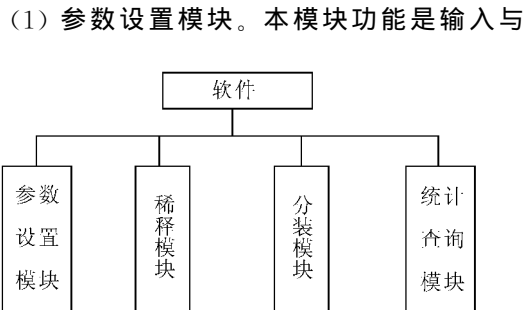 （1）参数设置模块。本模块功能是输入与
软件
参数
设置
模块
稀释模块
分装模块
统计
查询
模块